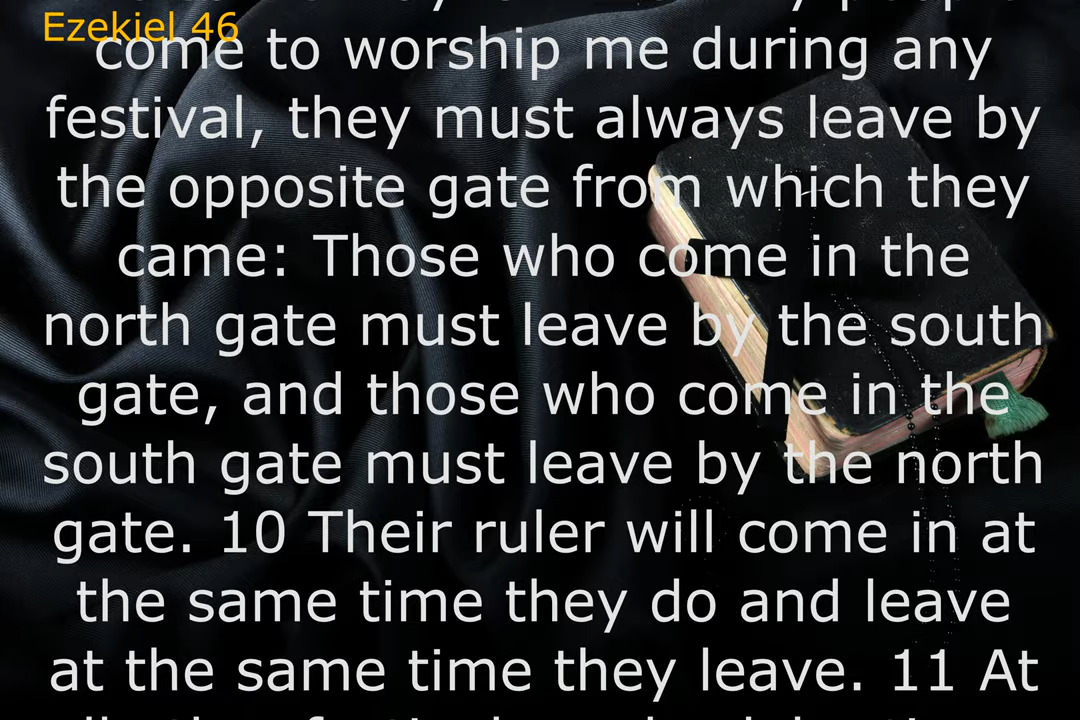 Ezekiel 46
come to worship me during any
festival, they must always leave by
the opposite gate from which they
came: Those who come in the
north gate must leave by the south
gate, and those who come in the
south gate must leave by the north
gate. 10 Their ruler will come in at
the same time they do and leave
at the same time they leave. 11 At